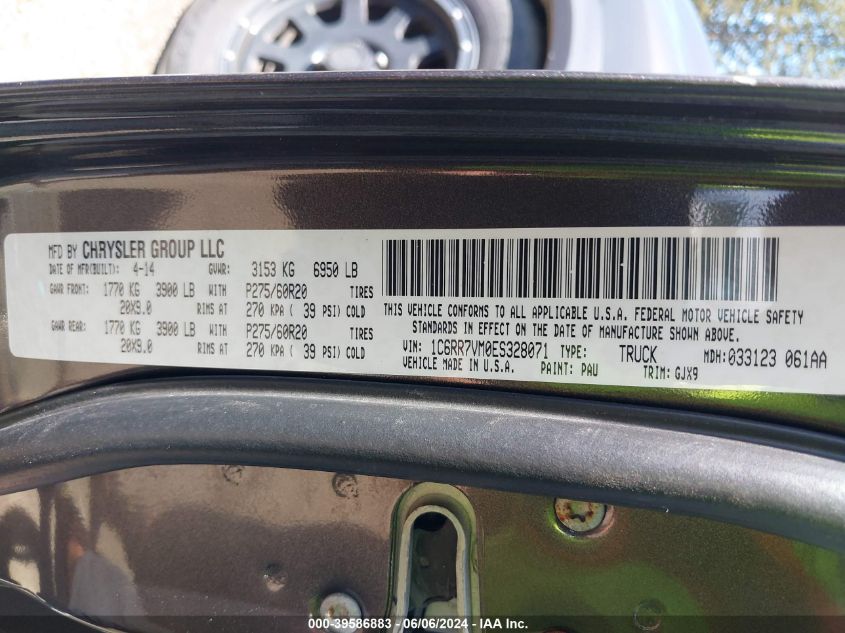 MFD BY CHRYSLER GROUP LLC
DATE OF MFR(BUILT): 4-14 GVWR: 3153 KG 6950 LB
GAWR FRONT: 1770 KG 3900 LB WITH P275/60R20 TIRES
20X9.0 RIMS AT 270 KPA ( 39 PSI) COLD
GAWR REAR: 1770 KG 3900 LB WITH P275/60R20 TIRES
20X9.0 RIMS AT 270 KPA ( 39 PSI) COLD
THIS VEHICLE CONFORMS TO ALL APPLICABLE U.S.A. FEDERAL MOTOR VEHICLE SAFETY
STANDARDS IN EFFECT ON THE DATE OF MANUFACTURE SHOWN ABOVE.
VIN: 1C6RR7VM0ES328071 TYPE: TRUCK MDH:033123 061AA
VEHICLE MADE IN U.S.A. PAINT: PAU TRIM: GJX9
000-39586883 / 06/06/2024 / IAA Inc.